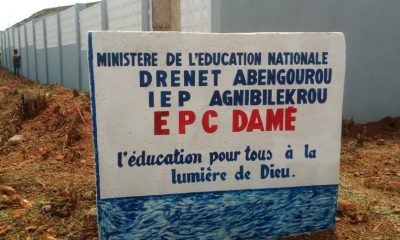 MINISTERE DE L'EDUCATION NATIONALE
DRENET ABENGOUROU
IEP AGNIBILEKROU
EPC DAMÉ
l'éducation pour tous à la
lumière de Dieu.